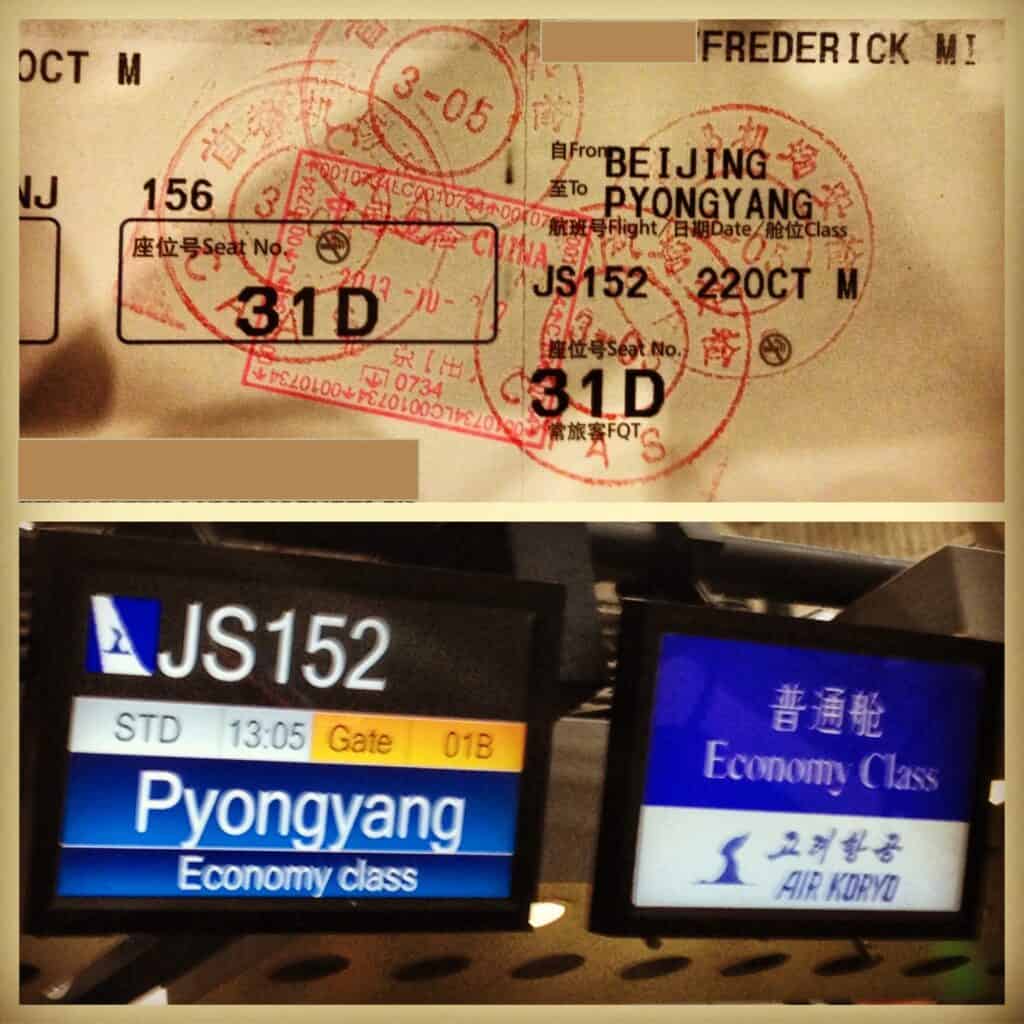 OCT M
NJ 156
座位号Seat No.
31D
FREDERICK MI
自From BEIJING
至To PYONGYANG
航班号Flight/日期Date/舱位Class
JS152 22OCT M
座位号Seat No.
31D
常旅客FQT
3-05
CHINA
0734
CAAS
JS152
STD 13:05 Gate 01B
Pyongyang
Economy class
普通舱
Economy Class
고려항공
AIR KORYO